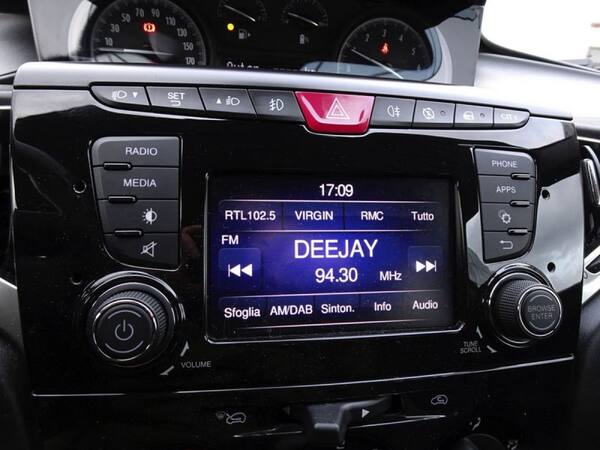 SET
CITY
RADIO
PHONE
MEDIA
APPS
17:09
RTL102.5 VIRGIN RMC Tutto
FM
DEEJAY
94.30 MHz
Sfoglia AM/DAB Sinton. Info Audio
BROWSE
ENTER
VOLUME
TUNE
SCROLL